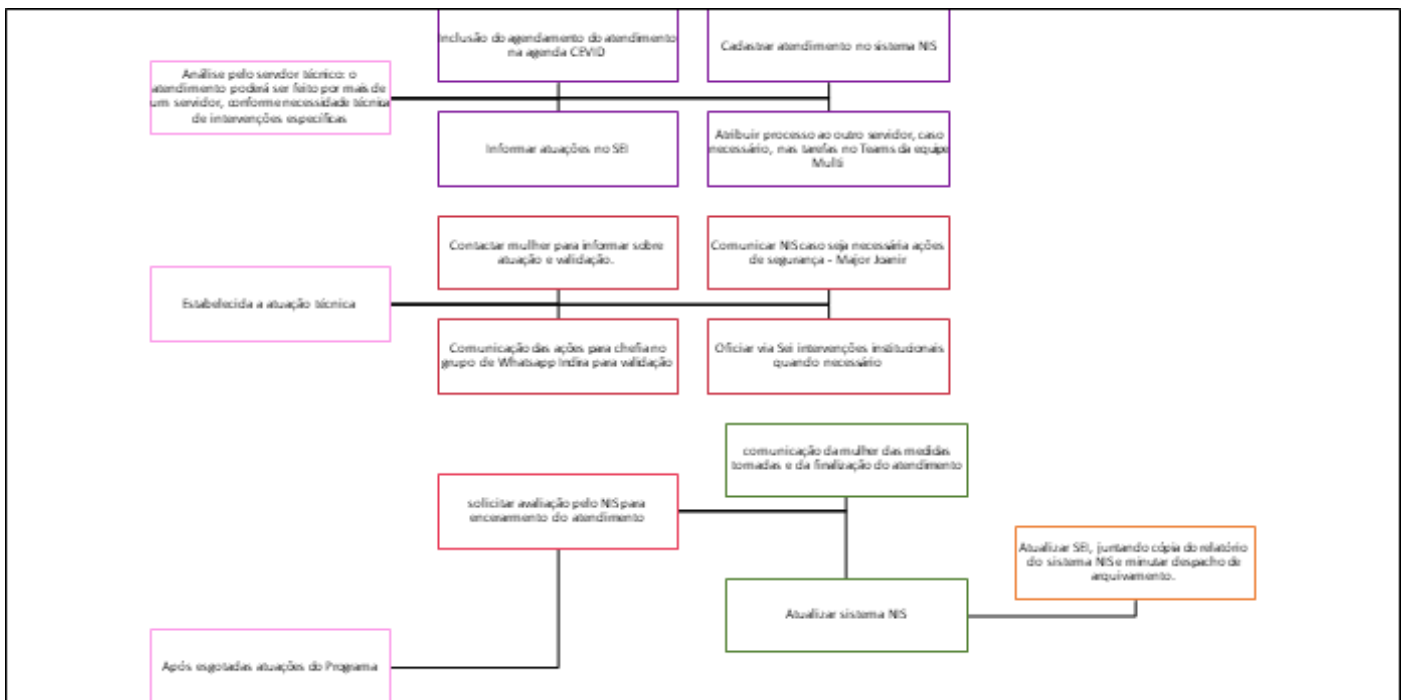 Inclusão do agendamento do atendimento
na agenda CEVID
Cadastrar atendimento no sistema NIS
Análise pelo servidor técnico: o
atendimento poderá ser feito por mais de
um servidor, conforme necessidade técnica
de intervenções específicas
Informar atuações no SEI
Atribuir processo ao outro servidor, caso
necessário, nas tarefas no Teams da equipe
Multi
Contactar mulher para informar sobre
atuação e validação.
Comunicar NIS caso seja necessária ações
de segurança - Major Joanir
Estabelecida a atuação técnica
Comunicação das ações para chefia no
grupo de Whatsapp Indira para validação
Oficiar via Sei intervenções institucionais
quando necessário
comunicação da mulher das medidas
tomadas e da finalização do atendimento
solicitar avaliação pelo NIS para
encerarmento do atendimento
Atualizar SEI, juntando cópia do relatório
do sistema NIS e minutar despacho de
arquivamento.
Atualizar sistema NIS
Após esgotadas atuações do Programa